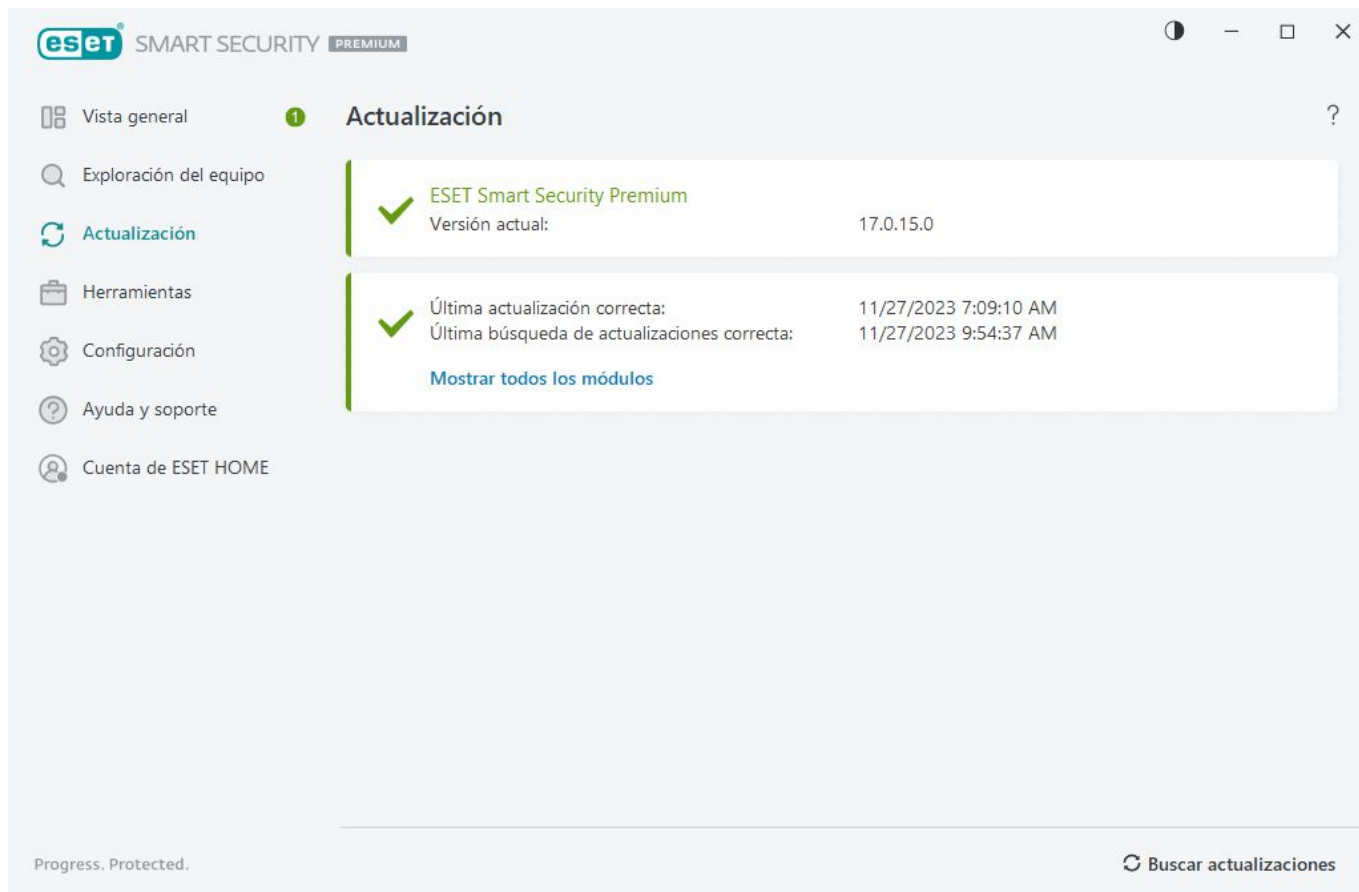 eset® SMART SECURITY PREMIUM
Vista general 1
Exploración del equipo
Actualización
Herramientas
Configuración
Ayuda y soporte
Cuenta de ESET HOME
Actualización ?
ESET Smart Security Premium
Versión actual: 17.0.15.0
Última actualización correcta: 11/27/2023 7:09:10 AM
Última búsqueda de actualizaciones correcta: 11/27/2023 9:54:37 AM
Mostrar todos los módulos
Progress. Protected.
Buscar actualizaciones